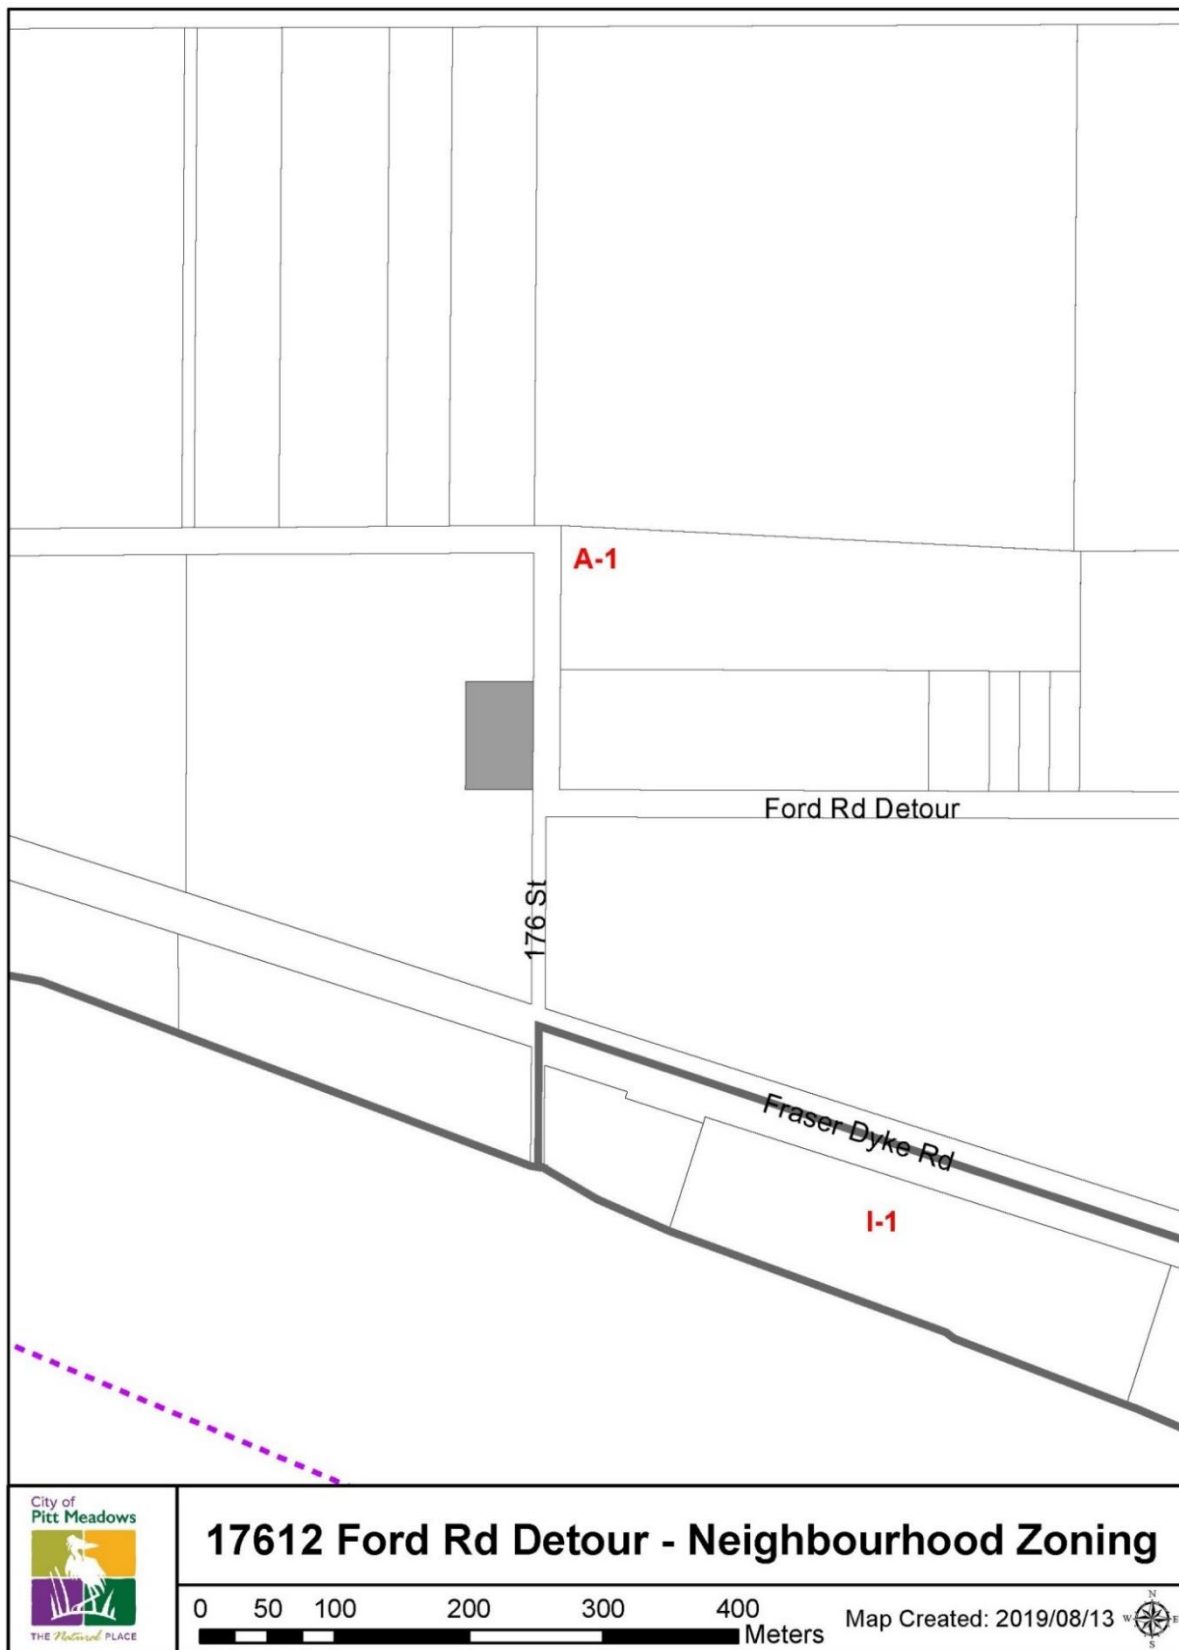 A-1
Ford Rd Detour
176 St
Fraser Dyke Rd
I-1
City of
Pitt Meadows
THE Natural PLACE
17612 Ford Rd Detour - Neighbourhood Zoning
0 50 100 200 300 400
Meters
Map Created: 2019/08/13
N
W E
S